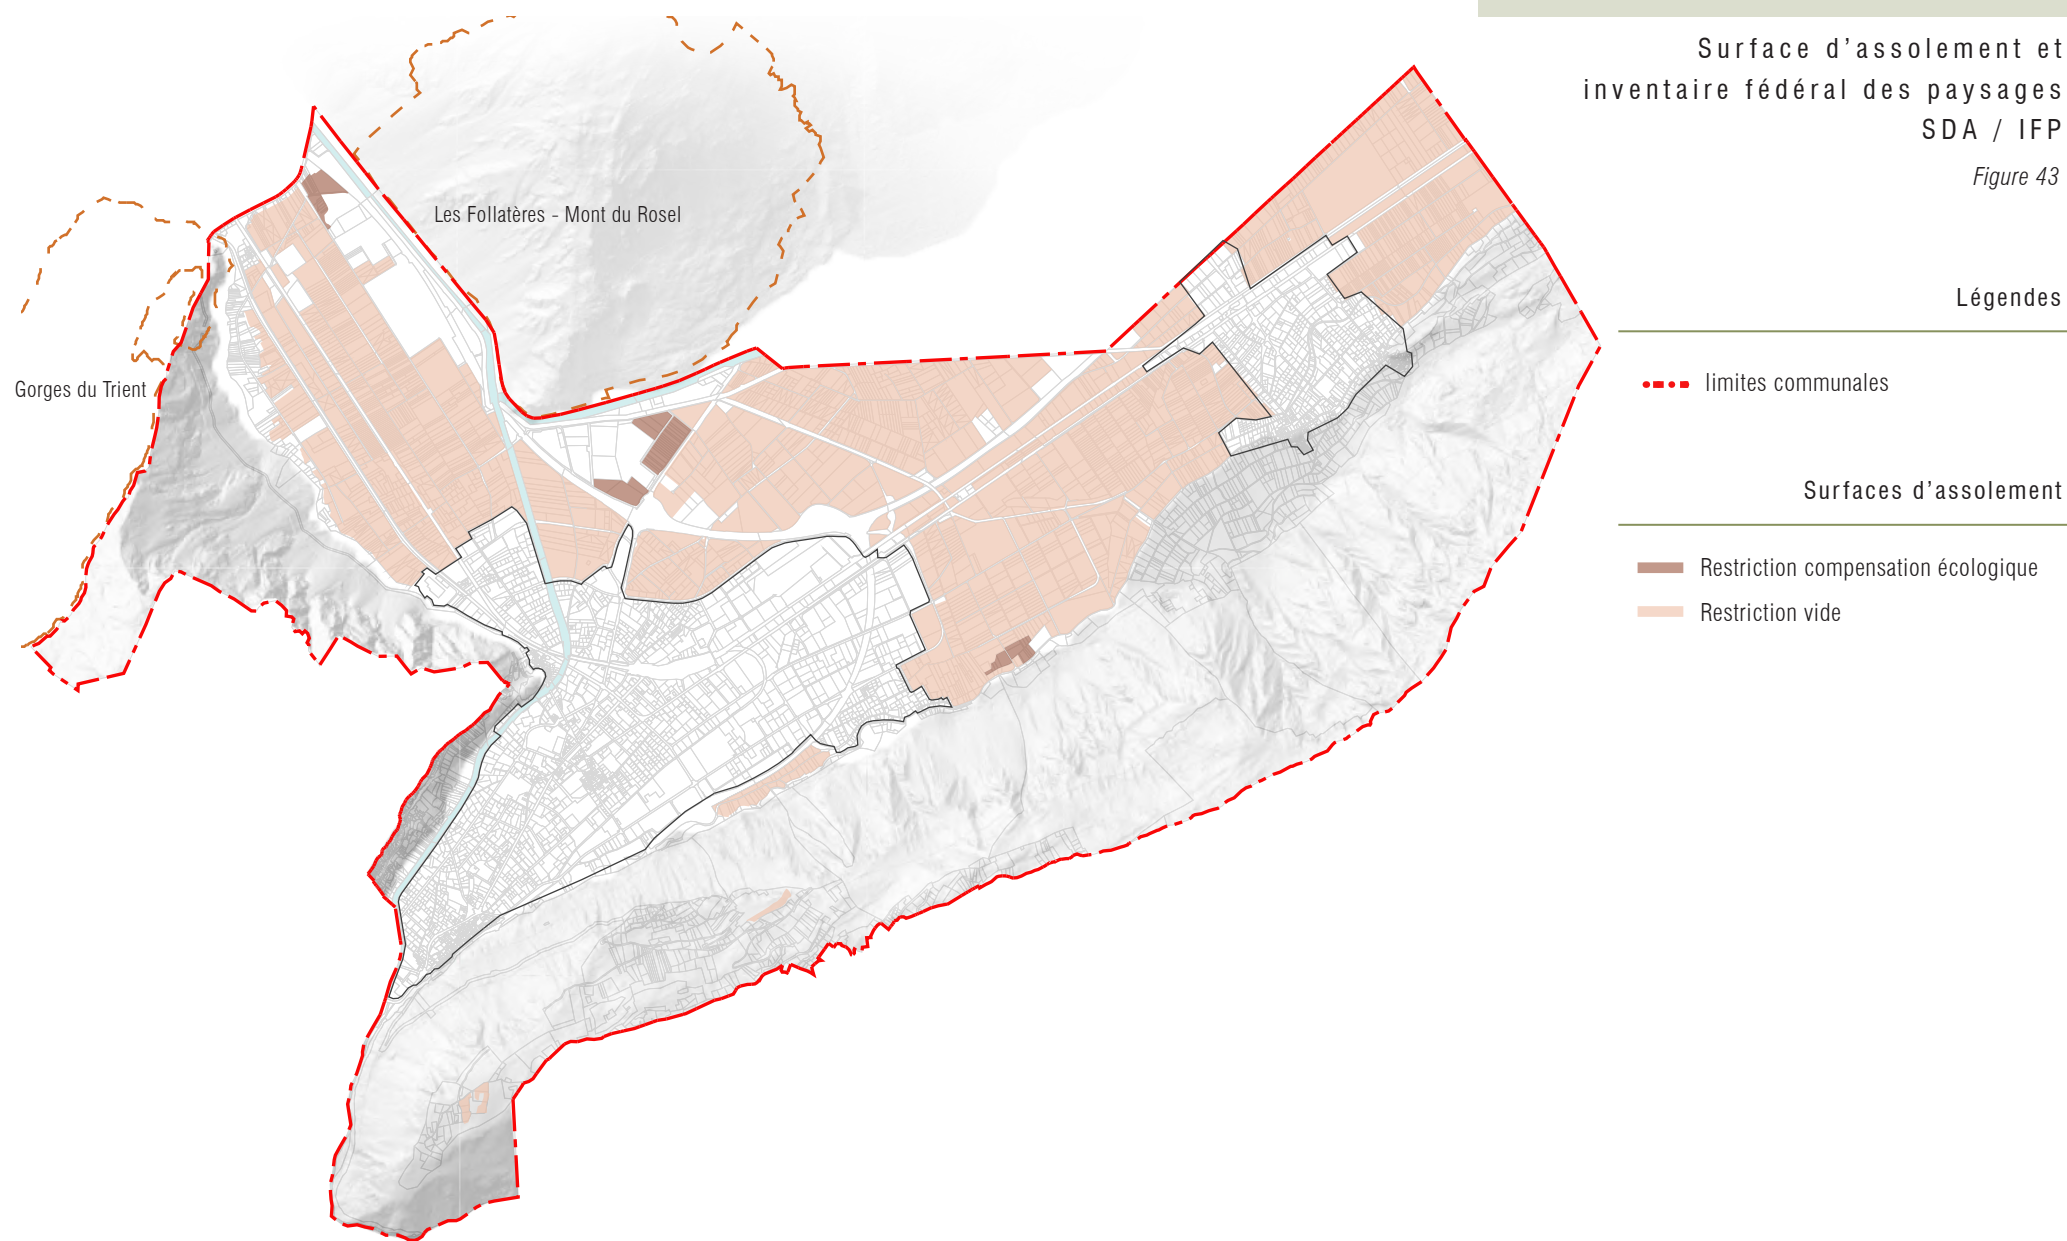 Surface d'assolement et
inventaire fédéral des paysages
SDA / IFP
Figure 43
Les Follatères - Mont du Rosel
Gorges du Trient
Légendes
limites communales
Surfaces d'assolement
Restriction compensation écologique
Restriction vide